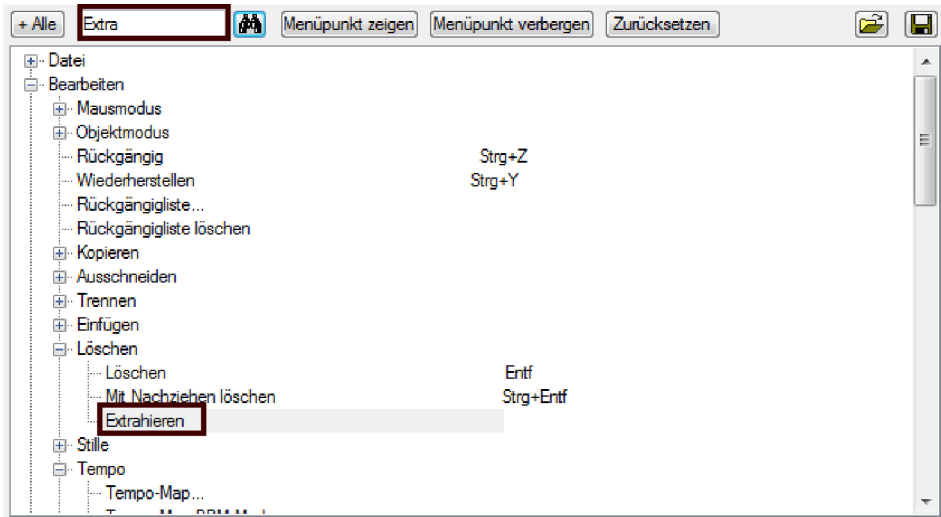 + Alle Extra Menüpunkt zeigen Menüpunkt verbergen Zurücksetzen
Datei
Bearbeiten
Mausmodus
Objektmodus
Rückgängig Strg+Z
Wiederherstellen Strg+Y
Rückgängigliste...
Rückgängigliste löschen
Kopieren
Ausschneiden
Trennen
Einfügen
Löschen
Löschen Entf
Mit Nachziehen löschen Strg+Entf
Extrahieren
Stille
Tempo
Tempo-Map...